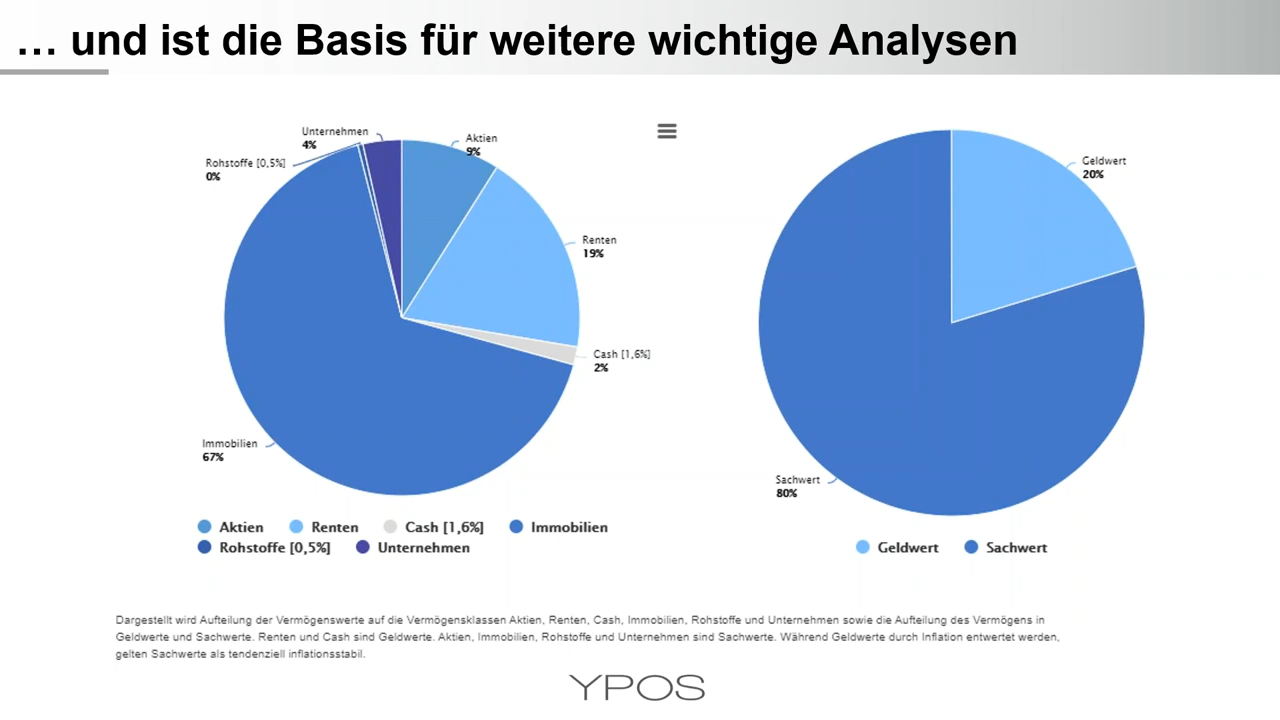 … und ist die Basis für weitere wichtige Analysen
Unternehmen
4%
Aktien
9%
Rohstoffe [0,5%]
0%
Renten
19%
Cash [1,6%]
2%
Immobilien
67%
Aktien Renten Cash [1,6%] Immobilien
Rohstoffe [0,5%] Unternehmen
Geldwert
20%
Sachwert
80%
Geldwert Sachwert
Dargestellt wird Aufteilung der Vermögenswerte auf die Vermögensklassen Aktien, Renten, Cash, Immobilien, Rohstoffe und Unternehmen sowie die Aufteilung des Vermögens in
Geldwerte und Sachwerte. Renten und Cash sind Geldwerte. Aktien, Immobilien, Rohstoffe und Unternehmen sind Sachwerte. Während Geldwerte durch Inflation entwertet werden,
gelten Sachwerte als tendenziell inflationsstabil.
YPOS